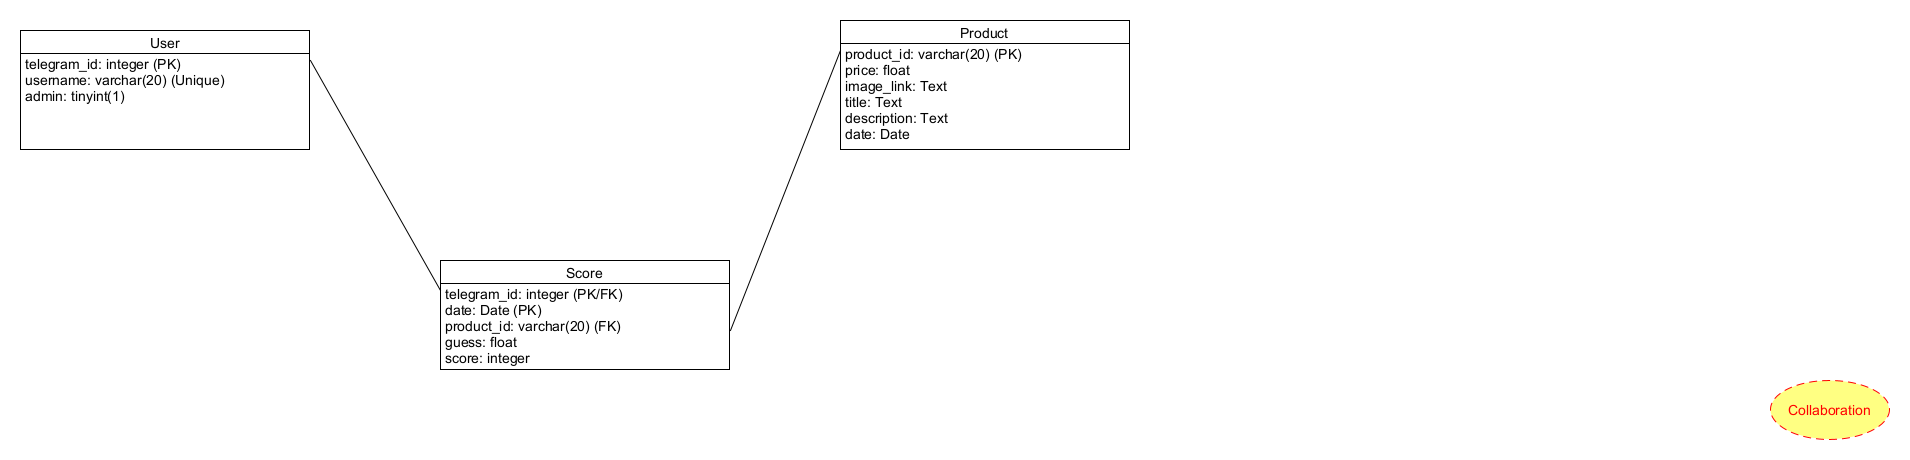 User
telegram_id: integer (PK)
username: varchar(20) (Unique)
admin: tinyint(1)
Product
product_id: varchar(20) (PK)
price: float
image_link: Text
title: Text
description: Text
date: Date
Score
telegram_id: integer (PK/FK)
date: Date (PK)
product_id: varchar(20) (FK)
guess: float
score: integer
Collaboration